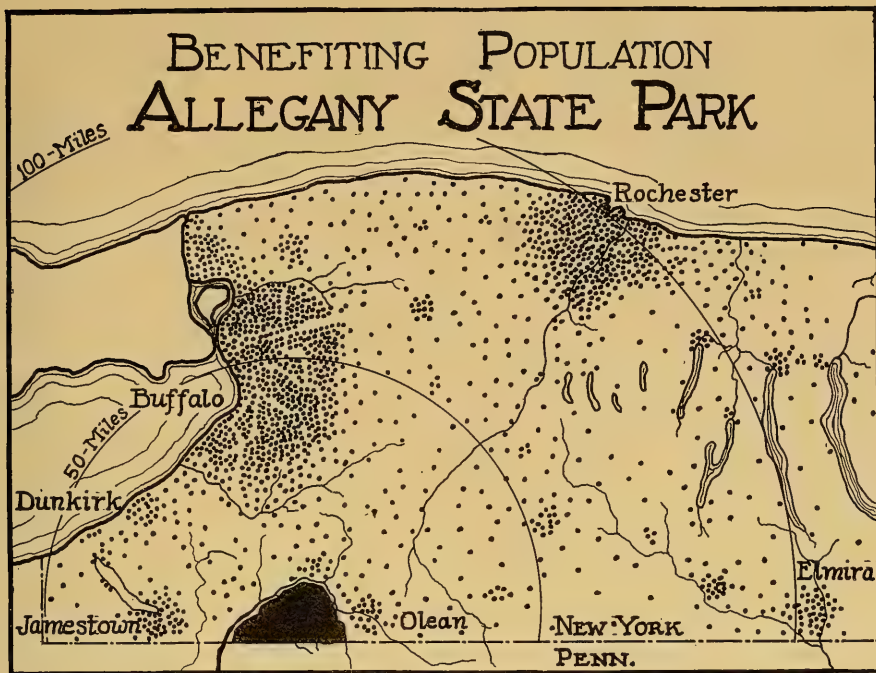 BENEFITING POPULATION
ALLEGANY STATE PARK
100-Miles
Rochester
Buffalo
50-Miles
Dunkirk
Elmira
Jamestown
Olean
NEW-YORK
PENN.